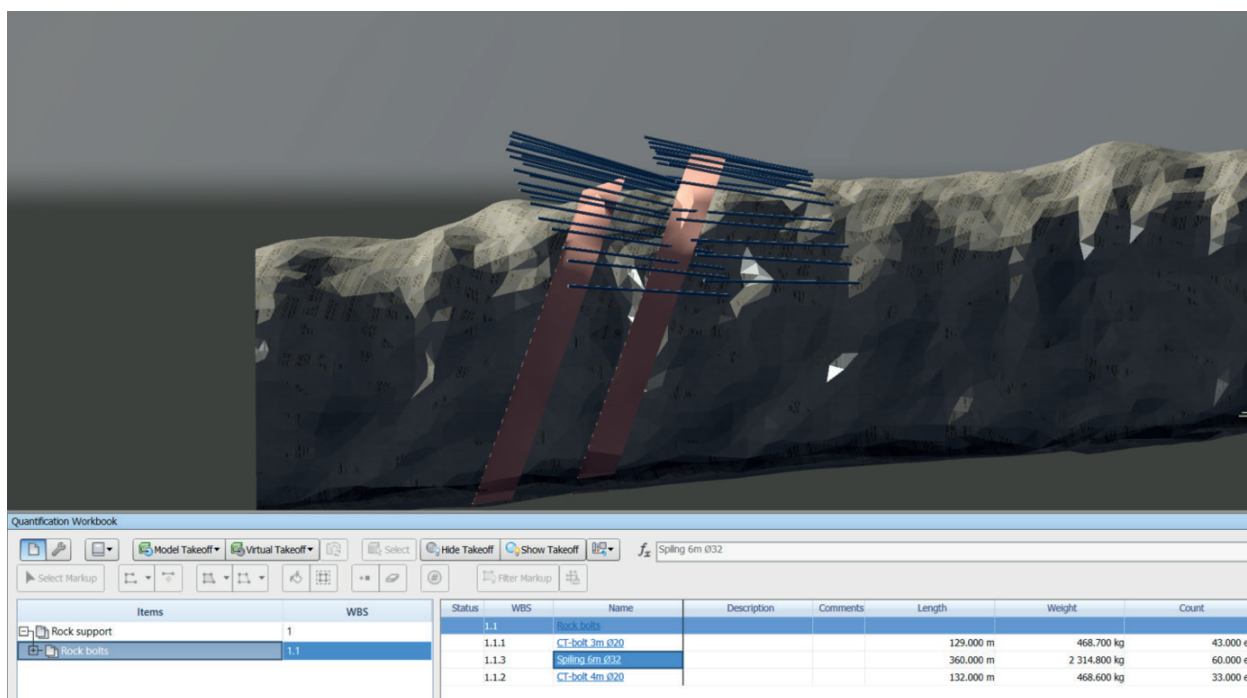 Quantification Workbook
Model Takeoff Virtual Takeoff Select Hide Takeoff Show Takeoff fx Spiling 6m Ø32
Select Markup Filter Markup
Items WBS
Rock support 1
Rock bolts 1.1
Status WBS Name Description Comments Length Weight Count
1.1 Rock bolts
1.1.1 CT-bolt 3m Ø20 129.000 m 468.700 kg 43.000 e
1.1.3 Spiling 6m Ø32 360.000 m 2 314.800 kg 60.000 e
1.1.2 CT-bolt 4m Ø20 132.000 m 468.600 kg 33.000 e